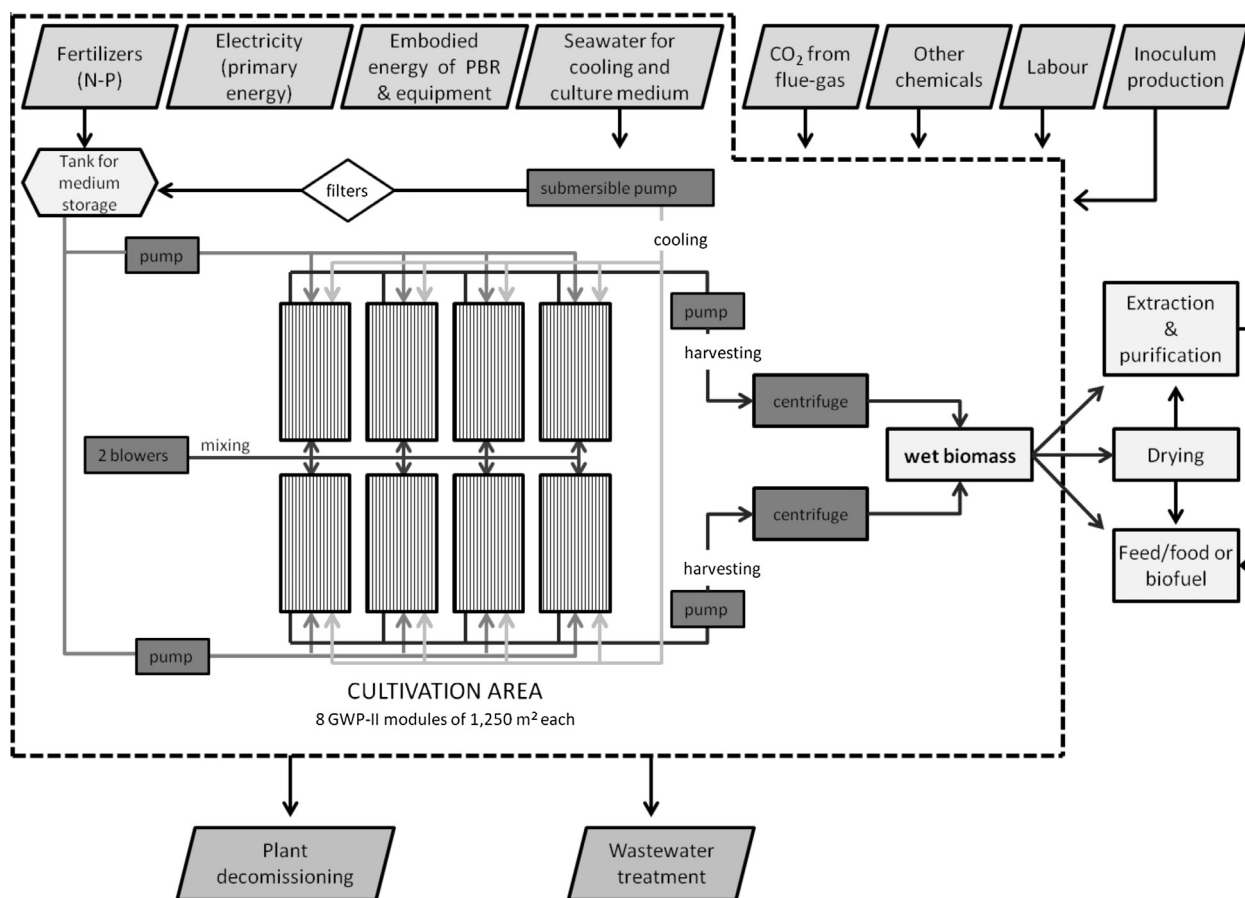 Fertilizers
(N-P)
Electricity
(primary
energy)
Embodied
energy of PBR
& equipment
Seawater for
cooling and
culture medium
CO₂ from
flue-gas
Other
chemicals
Labour
Inoculum
production
Tank for
medium
storage
filters
submersible pump
cooling
pump
pump
harvesting
Extraction
&
purification
centrifuge
2 blowers
mixing
wet biomass
Drying
centrifuge
harvesting
Feed/food or
biofuel
pump
pump
CULTIVATION AREA
8 GWP-II modules of 1,250 m² each
Plant
decomissioning
Wastewater
treatment